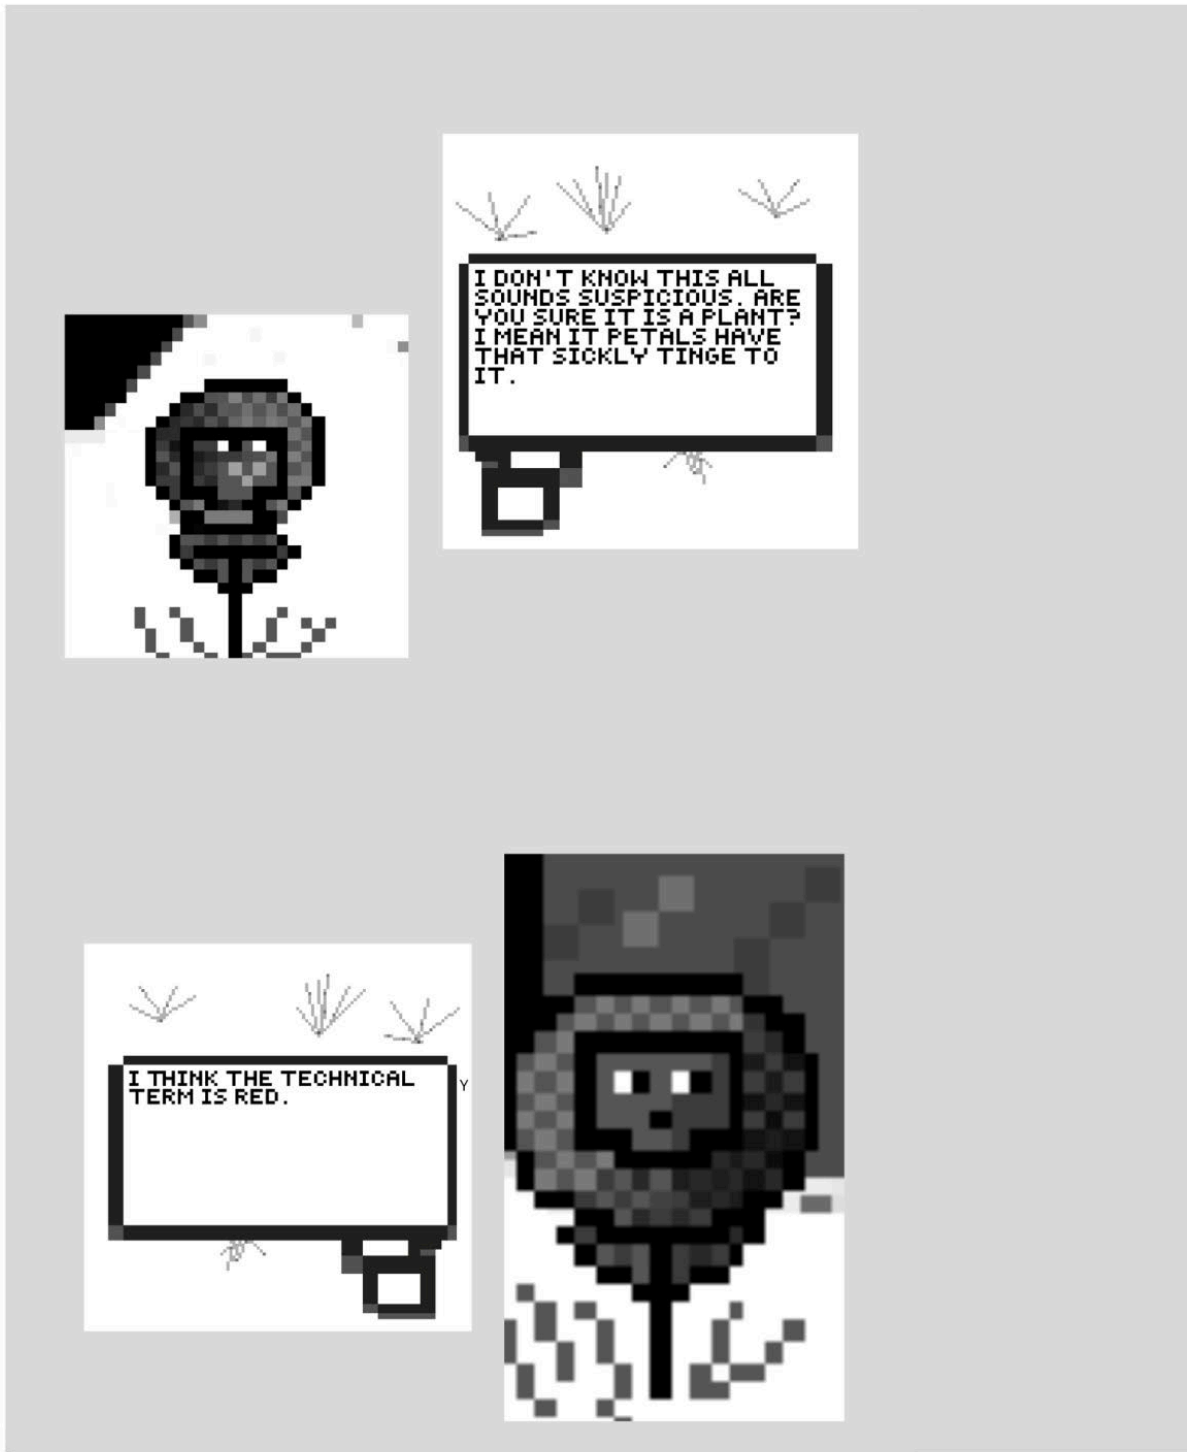 I DON'T KNOW THIS ALL
SOUNDS SUSPICIOUS. ARE
YOU SURE IT IS A PLANT?
I MEAN IT PETALS HAVE
THAT SICKLY TINGE TO
IT.
I THINK THE TECHNICAL
TERM IS RED.
Y